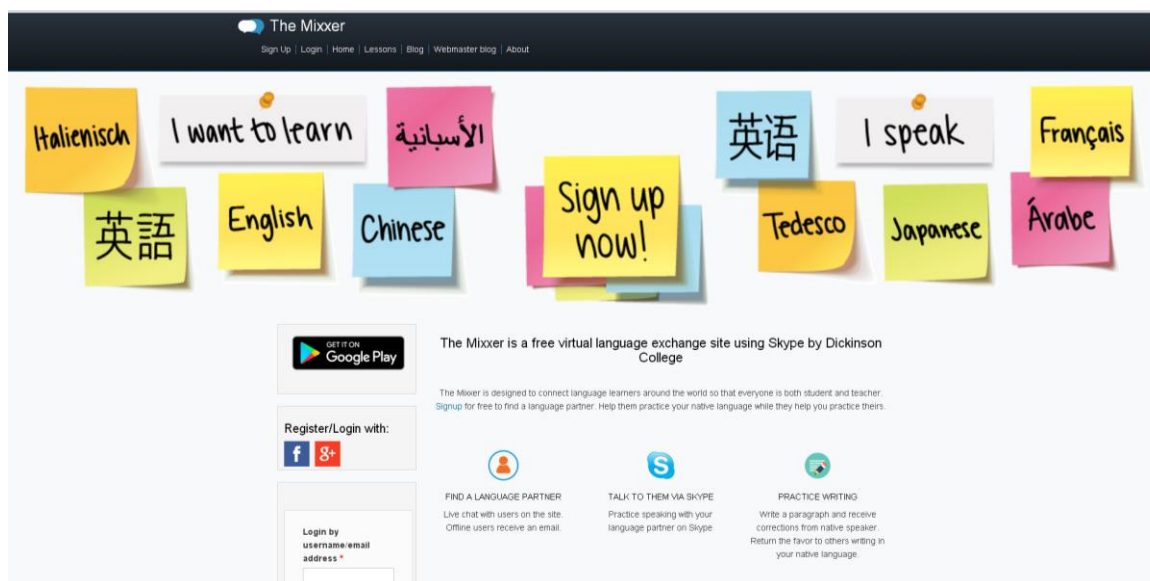 The Mixxer
Sign Up | Login | Home | Lessons | Blog | Webmaster blog | About
Italienisch
I want to learn
الأسبانية
英語
English
Chinese
Sign up
now!
英语
I speak
Français
Tedesco
Japanese
Árabe
GET IT ON
Google Play
Register/Login with:
f
g+
Login by
username/email
address *
The Mixxer is a free virtual language exchange site using Skype by Dickinson
College
The Mixxer is designed to connect language learners around the world so that everyone is both student and teacher.
Signup for free to find a language partner. Help them practice your native language while they help you practice theirs.
FIND A LANGUAGE PARTNER
Live chat with users on the site.
Offline users receive an email.
S
TALK TO THEM VIA SKYPE
Practice speaking with your
language partner on Skype
PRACTICE WRITING
Write a paragraph and receive
corrections from native speaker.
Return the favor to others writing in
your native language.